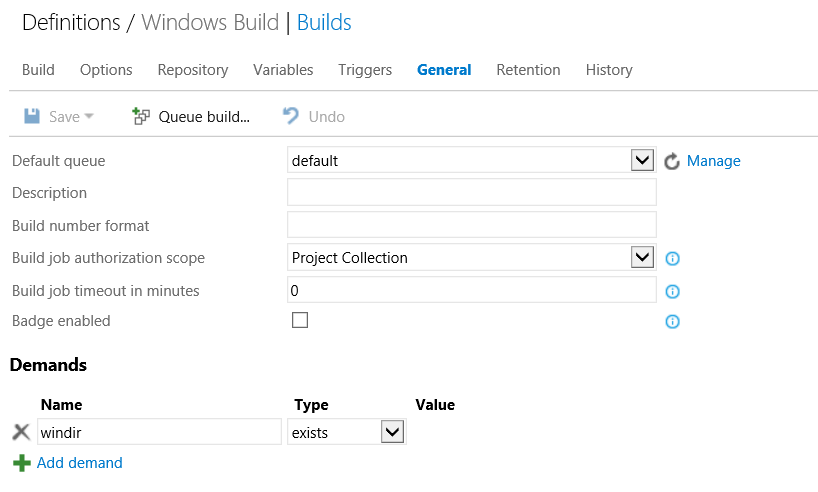 Definitions / Windows Build | Builds
Build Options Repository Variables Triggers General Retention History
Save Queue build... Undo
Default queue default Manage
Description
Build number format
Build job authorization scope Project Collection
Build job timeout in minutes 0
Badge enabled
Demands
Name Type Value
windir exists
Add demand